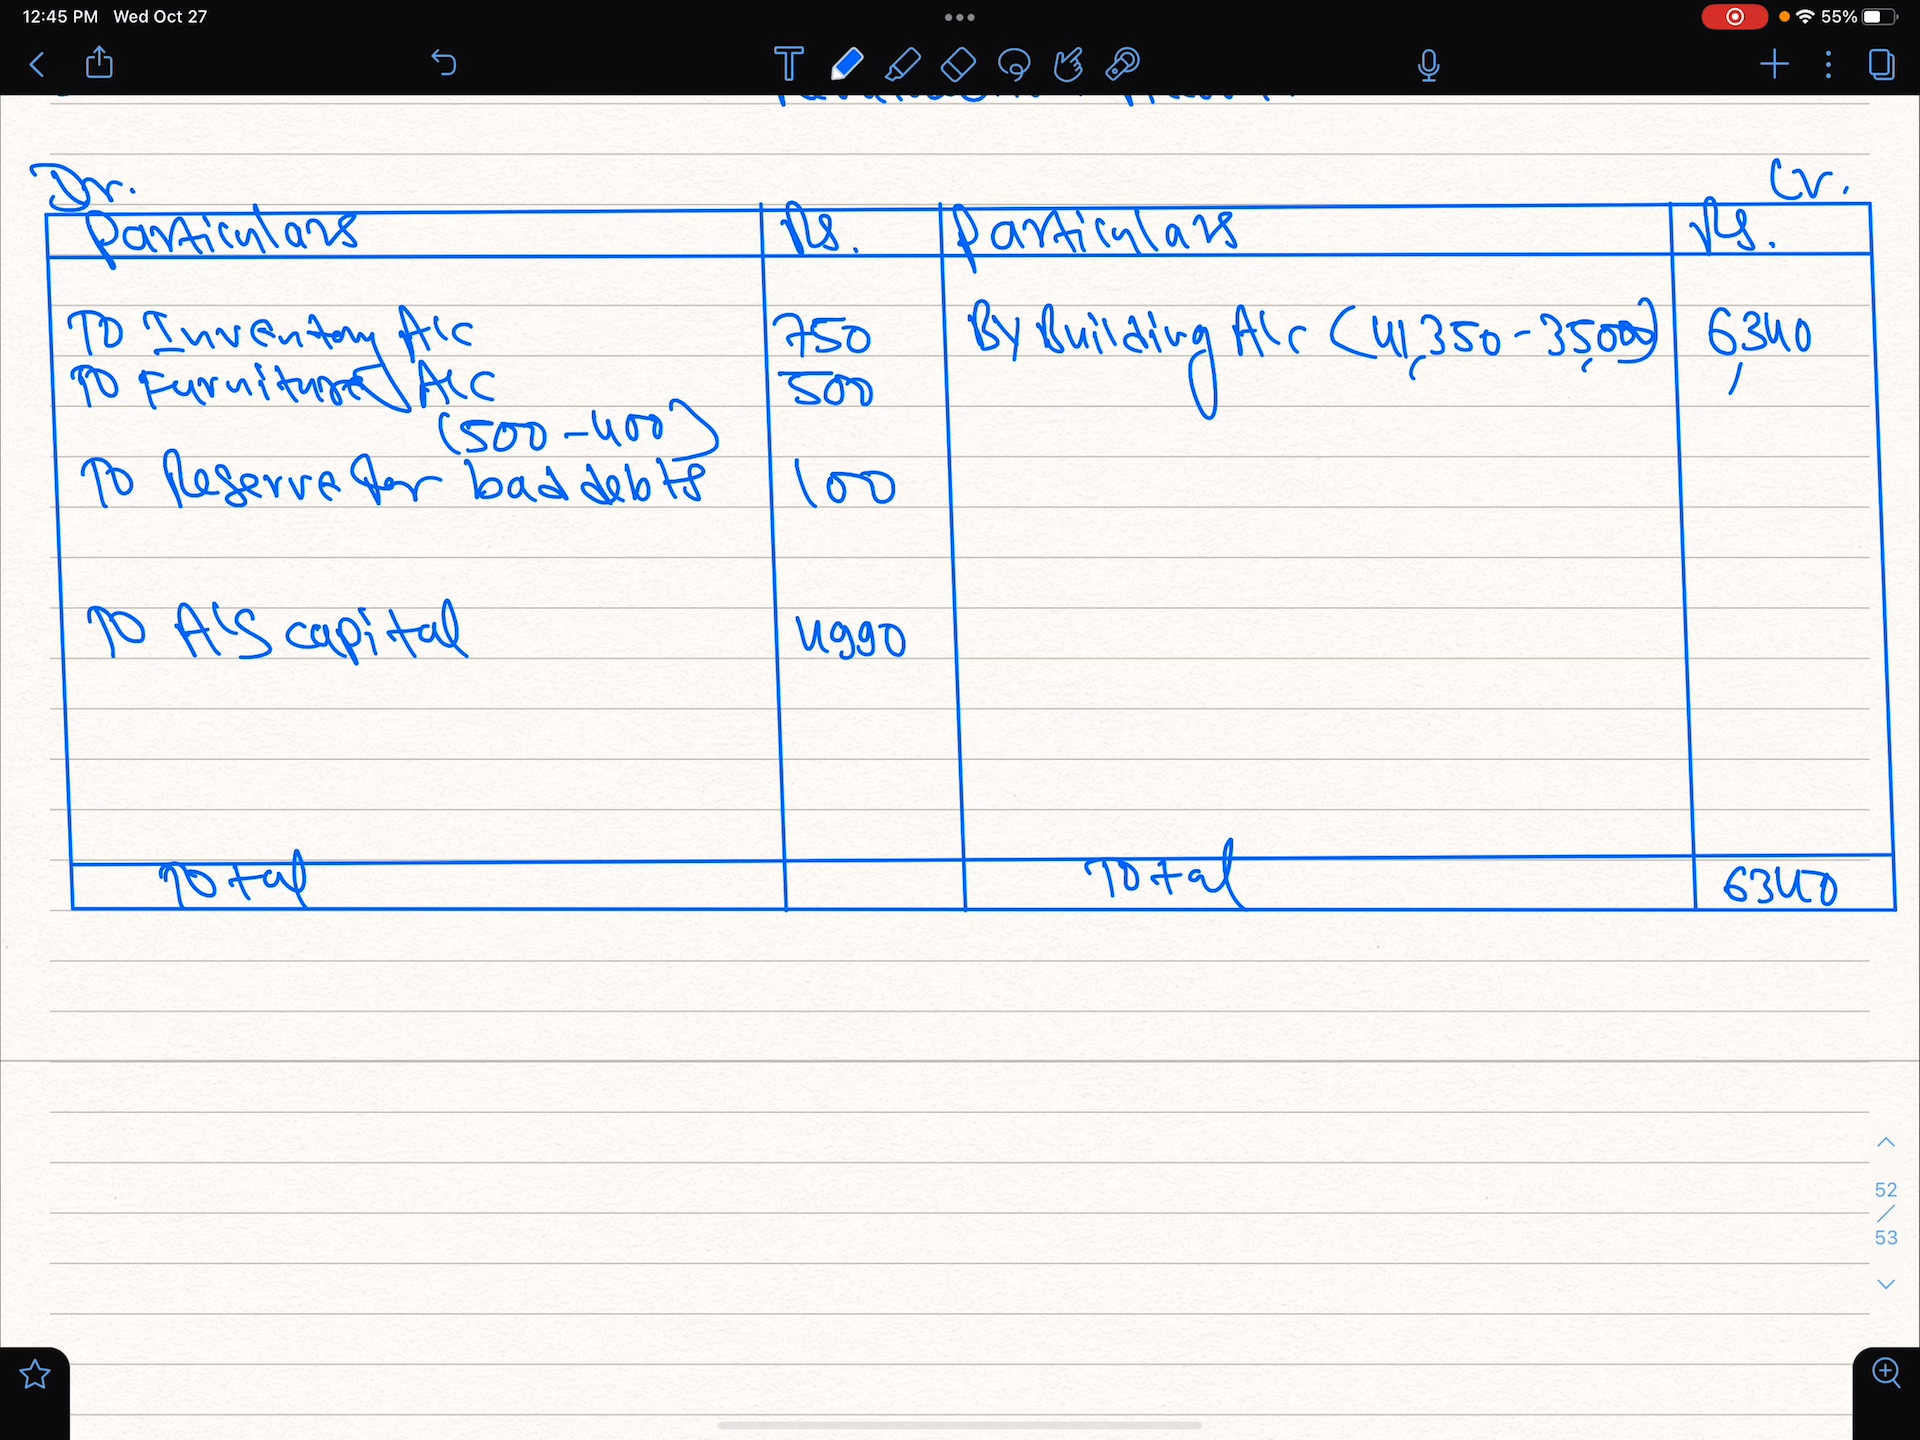 12:45 PM Wed Oct 27
55%
Dr. Cr.
Particulars Rs. Particulars Rs.
To Inventory A/c 750 By Building A/c (41,350-35,000) 6,340
To Furniture A/c 500
(500-400)
To Reserve for bad debts 100
To A's capital 4990
Total Total 6340
52
/
53